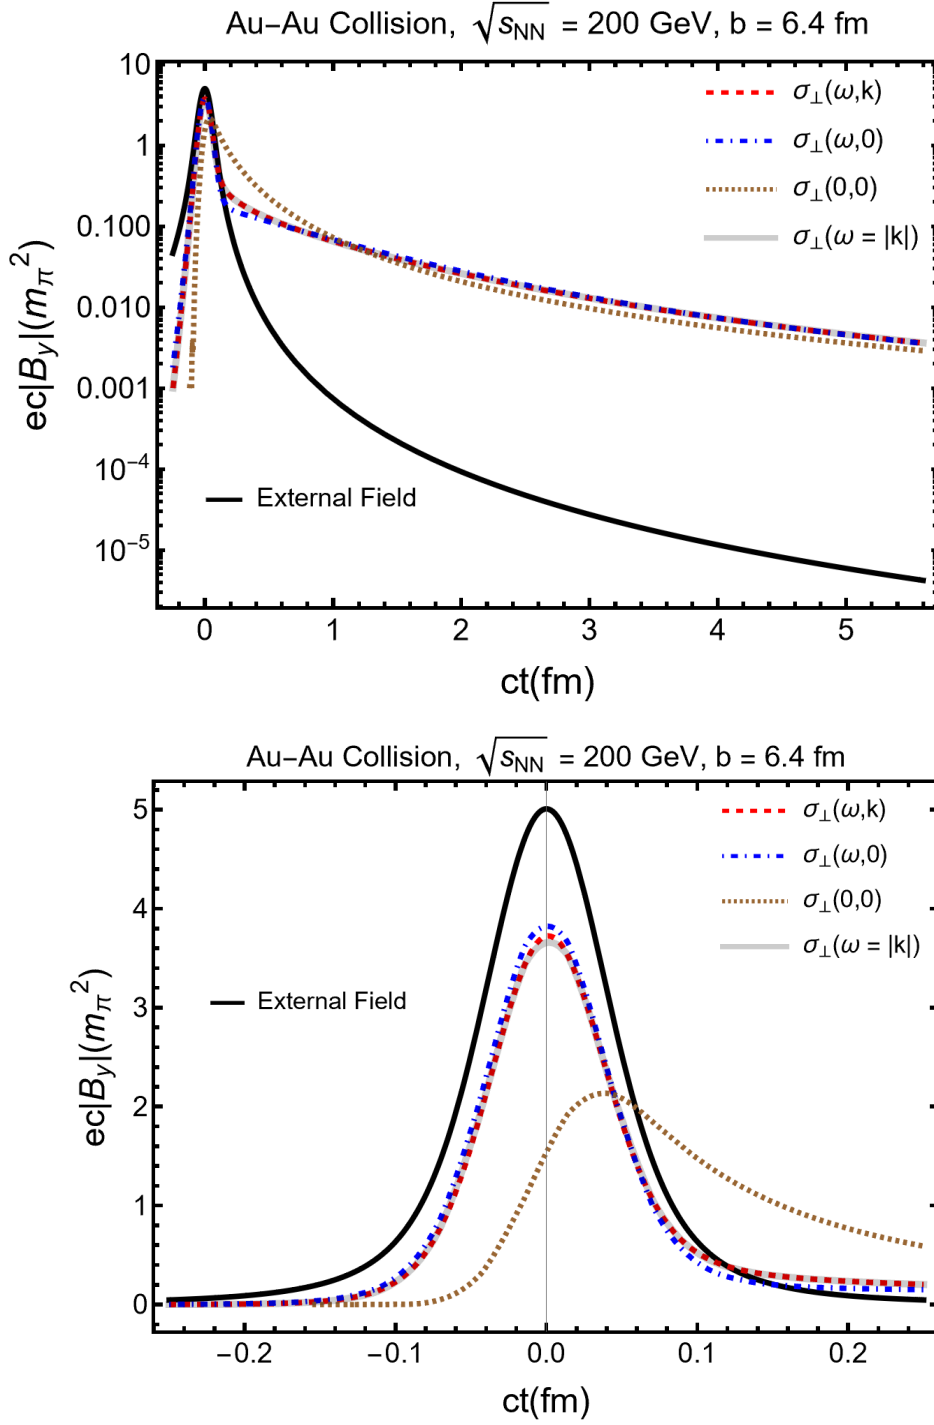 Au–Au Collision, √sNN = 200 GeV, b = 6.4 fm
10
1
0.100
0.010
0.001
10⁻⁴
10⁻⁵
ec|By|(mπ²)
σ⊥(ω,k)
σ⊥(ω,0)
σ⊥(0,0)
σ⊥(ω = |k|)
External Field
0 1 2 3 4 5
ct(fm)
Au–Au Collision, √sNN = 200 GeV, b = 6.4 fm
5
4
3
2
1
0
ec|By|(mπ²)
σ⊥(ω,k)
σ⊥(ω,0)
σ⊥(0,0)
σ⊥(ω = |k|)
External Field
−0.2 −0.1 0.0 0.1 0.2
ct(fm)